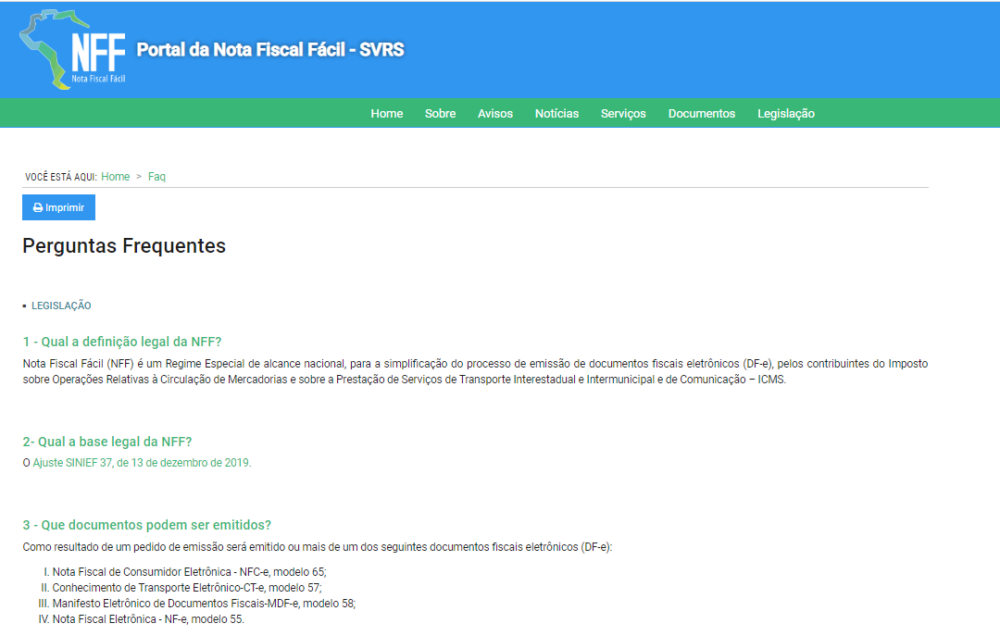 NFF
Nota Fiscal Fácil
Portal da Nota Fiscal Fácil - SVRS
Home Sobre Avisos Notícias Serviços Documentos Legislação
VOCÊ ESTÁ AQUI: Home > Faq
Imprimir
Perguntas Frequentes
▪ LEGISLAÇÃO
1 - Qual a definição legal da NFF?
Nota Fiscal Fácil (NFF) é um Regime Especial de alcance nacional, para a simplificação do processo de emissão de documentos fiscais eletrônicos (DF-e), pelos contribuintes do Imposto
sobre Operações Relativas à Circulação de Mercadorias e sobre a Prestação de Serviços de Transporte Interestadual e Intermunicipal e de Comunicação – ICMS.
2- Qual a base legal da NFF?
O Ajuste SINIEF 37, de 13 de dezembro de 2019.
3 - Que documentos podem ser emitidos?
Como resultado de um pedido de emissão será emitido ou mais de um dos seguintes documentos fiscais eletrônicos (DF-e):
I. Nota Fiscal de Consumidor Eletrônica - NFC-e, modelo 65;
II. Conhecimento de Transporte Eletrônico-CT-e, modelo 57;
III. Manifesto Eletrônico de Documentos Fiscais-MDF-e, modelo 58;
IV. Nota Fiscal Eletrônica - NF-e, modelo 55.